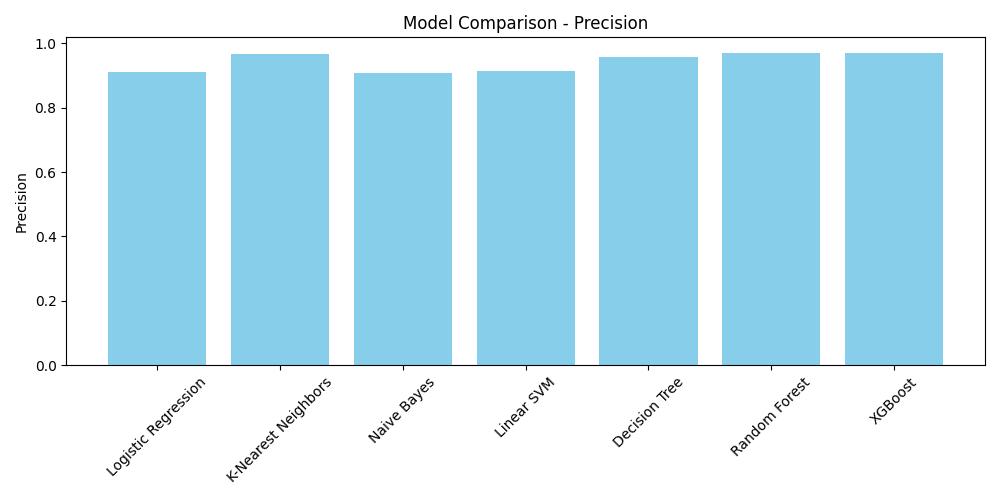 Model Comparison - Precision
Precision
1.0
0.8
0.6
0.4
0.2
0.0
Logistic Regression
K-Nearest Neighbors
Naive Bayes
Linear SVM
Decision Tree
Random Forest
XGBoost